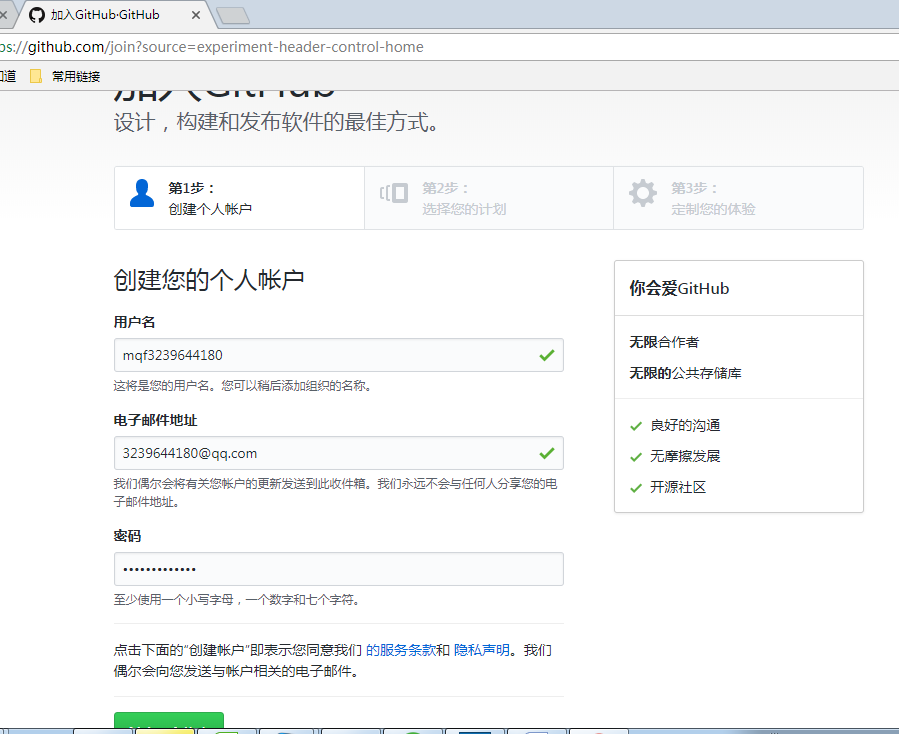 加入GitHub·GitHub
ps://github.com/join?source=experiment-header-control-home
道 常用链接
加入GitHub
设计，构建和发布软件的最佳方式。
第1步：
创建个人帐户
第2步：
选择您的计划
第3步：
定制您的体验
创建您的个人帐户
用户名
mqf3239644180
这将是您的用户名。您可以稍后添加组织的名称。
电子邮件地址
3239644180@qq.com
我们偶尔会将有关您帐户的更新发送到此收件箱。我们永远不会与任何人分享您的电
子邮件地址。
密码
•••••••••••••
至少使用一个小写字母，一个数字和七个字符。
点击下面的“创建帐户”即表示您同意我们 的服务条款和 隐私声明。我们
偶尔会向您发送与帐户相关的电子邮件。
你会爱GitHub
无限合作者
无限的公共存储库
良好的沟通
无摩擦发展
开源社区